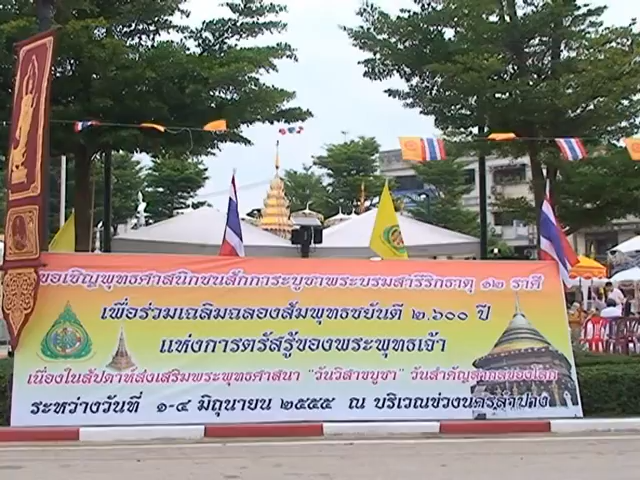 ขอเชิญพุทธศาสนิกชนสักการะบูชาพระบรมสารีริกธาตุ ๑๒ ราศี
เพื่อร่วมเฉลิมฉลองสัมพุทธชยันตี ๒,๖๐๐ ปี
แห่งการตรัสรู้ของพระพุทธเจ้า
เนื่องในสัปดาห์ส่งเสริมพระพุทธศาสนา "วันวิสาขบูชา" วันสำคัญสากลของโลก
ระหว่างวันที่ ๑-๔ มิถุนายน ๒๕๕๕ ณ บริเวณข่วงนครลำปาง